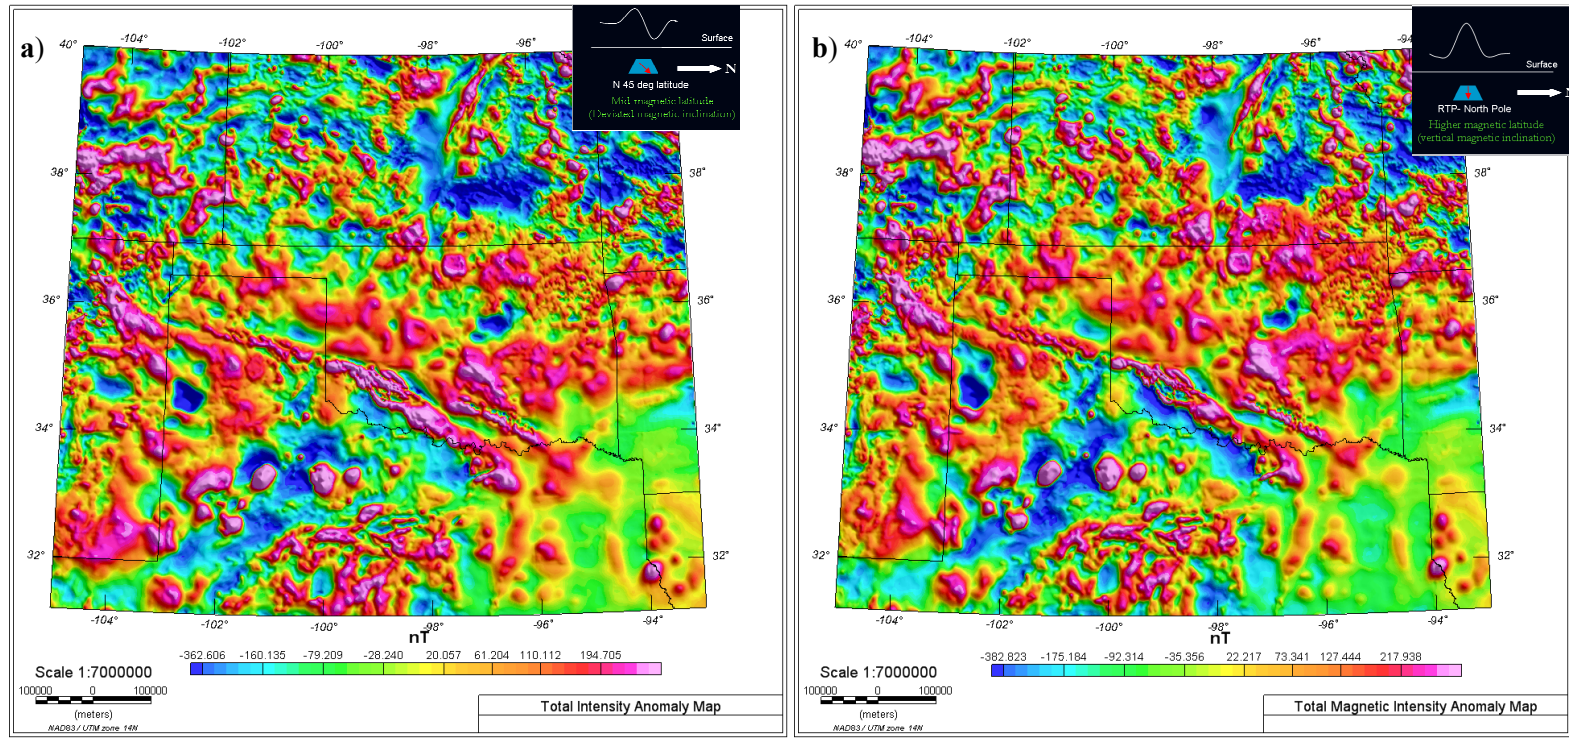 a)
40°
-104°
-102°
-100°
-98°
-96°
Surface
N
N 45 deg latitude
Mid magnetic latitude
(Deviated magnetic inclination)
38°
38°
36°
36°
34°
34°
32°
32°
-104°
-102°
-100°
-98°
-96°
-94°
nT
-362.606 -160.135 -79.209 -28.240 20.057 61.204 110.112 194.705
Scale 1:7000000
100000 0 100000
(meters)
NAD83 / UTM zone 14N
Total Intensity Anomaly Map
b)
40°
-104°
-102°
-100°
-98°
-96°
Surface
RTP- North Pole
Higher magnetic latitude
(vertical magnetic inclination)
38°
38°
36°
36°
34°
34°
32°
32°
-104°
-102°
-100°
-98°
-96°
-94°
nT
-382.823 -175.184 -92.314 -35.356 22.217 73.341 127.444 217.938
Scale 1:7000000
100000 0 100000
(meters)
NAD83 / UTM zone 14N
Total Magnetic Intensity Anomaly Map